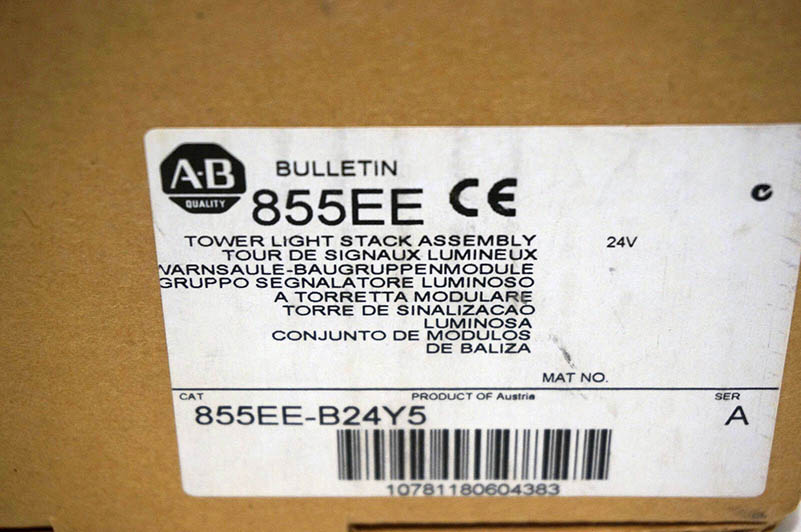 A·B
QUALITY
BULLETIN
855EE CE
TOWER LIGHT STACK ASSEMBLY 24V
TOUR DE SIGNAUX LUMINEUX
WARNSAULE-BAUGRUPPENMODULE
GRUPPO SEGNALATORE LUMINOSO
A TORRETTA MODULARE
TORRE DE SINALIZACAO
LUMINOSA
CONJUNTO DE MODULOS
DE BALIZA
MAT NO.
CAT PRODUCT OF Austria SER
855EE-B24Y5 A
10781180604383